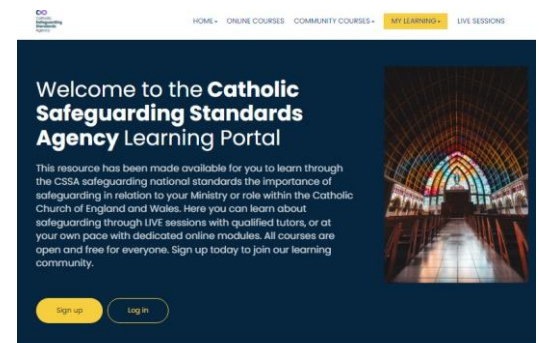 Catholic
Safeguarding
Standards
Agency
HOME
ONLINE COURSES
COMMUNITY COURSES
MY LEARNING
LIVE SESSIONS
Welcome to the Catholic
Safeguarding Standards
Agency Learning Portal
This resource has been made available for you to learn through
the CSSA safeguarding national standards the importance of
safeguarding in relation to your Ministry or role within the Catholic
Church of England and Wales. Here you can learn about
safeguarding through LIVE sessions with qualified tutors, or at
your own pace with dedicated online modules. All courses are
open and free for everyone. Sign up today to join our learning
community.
Sign up
Log in